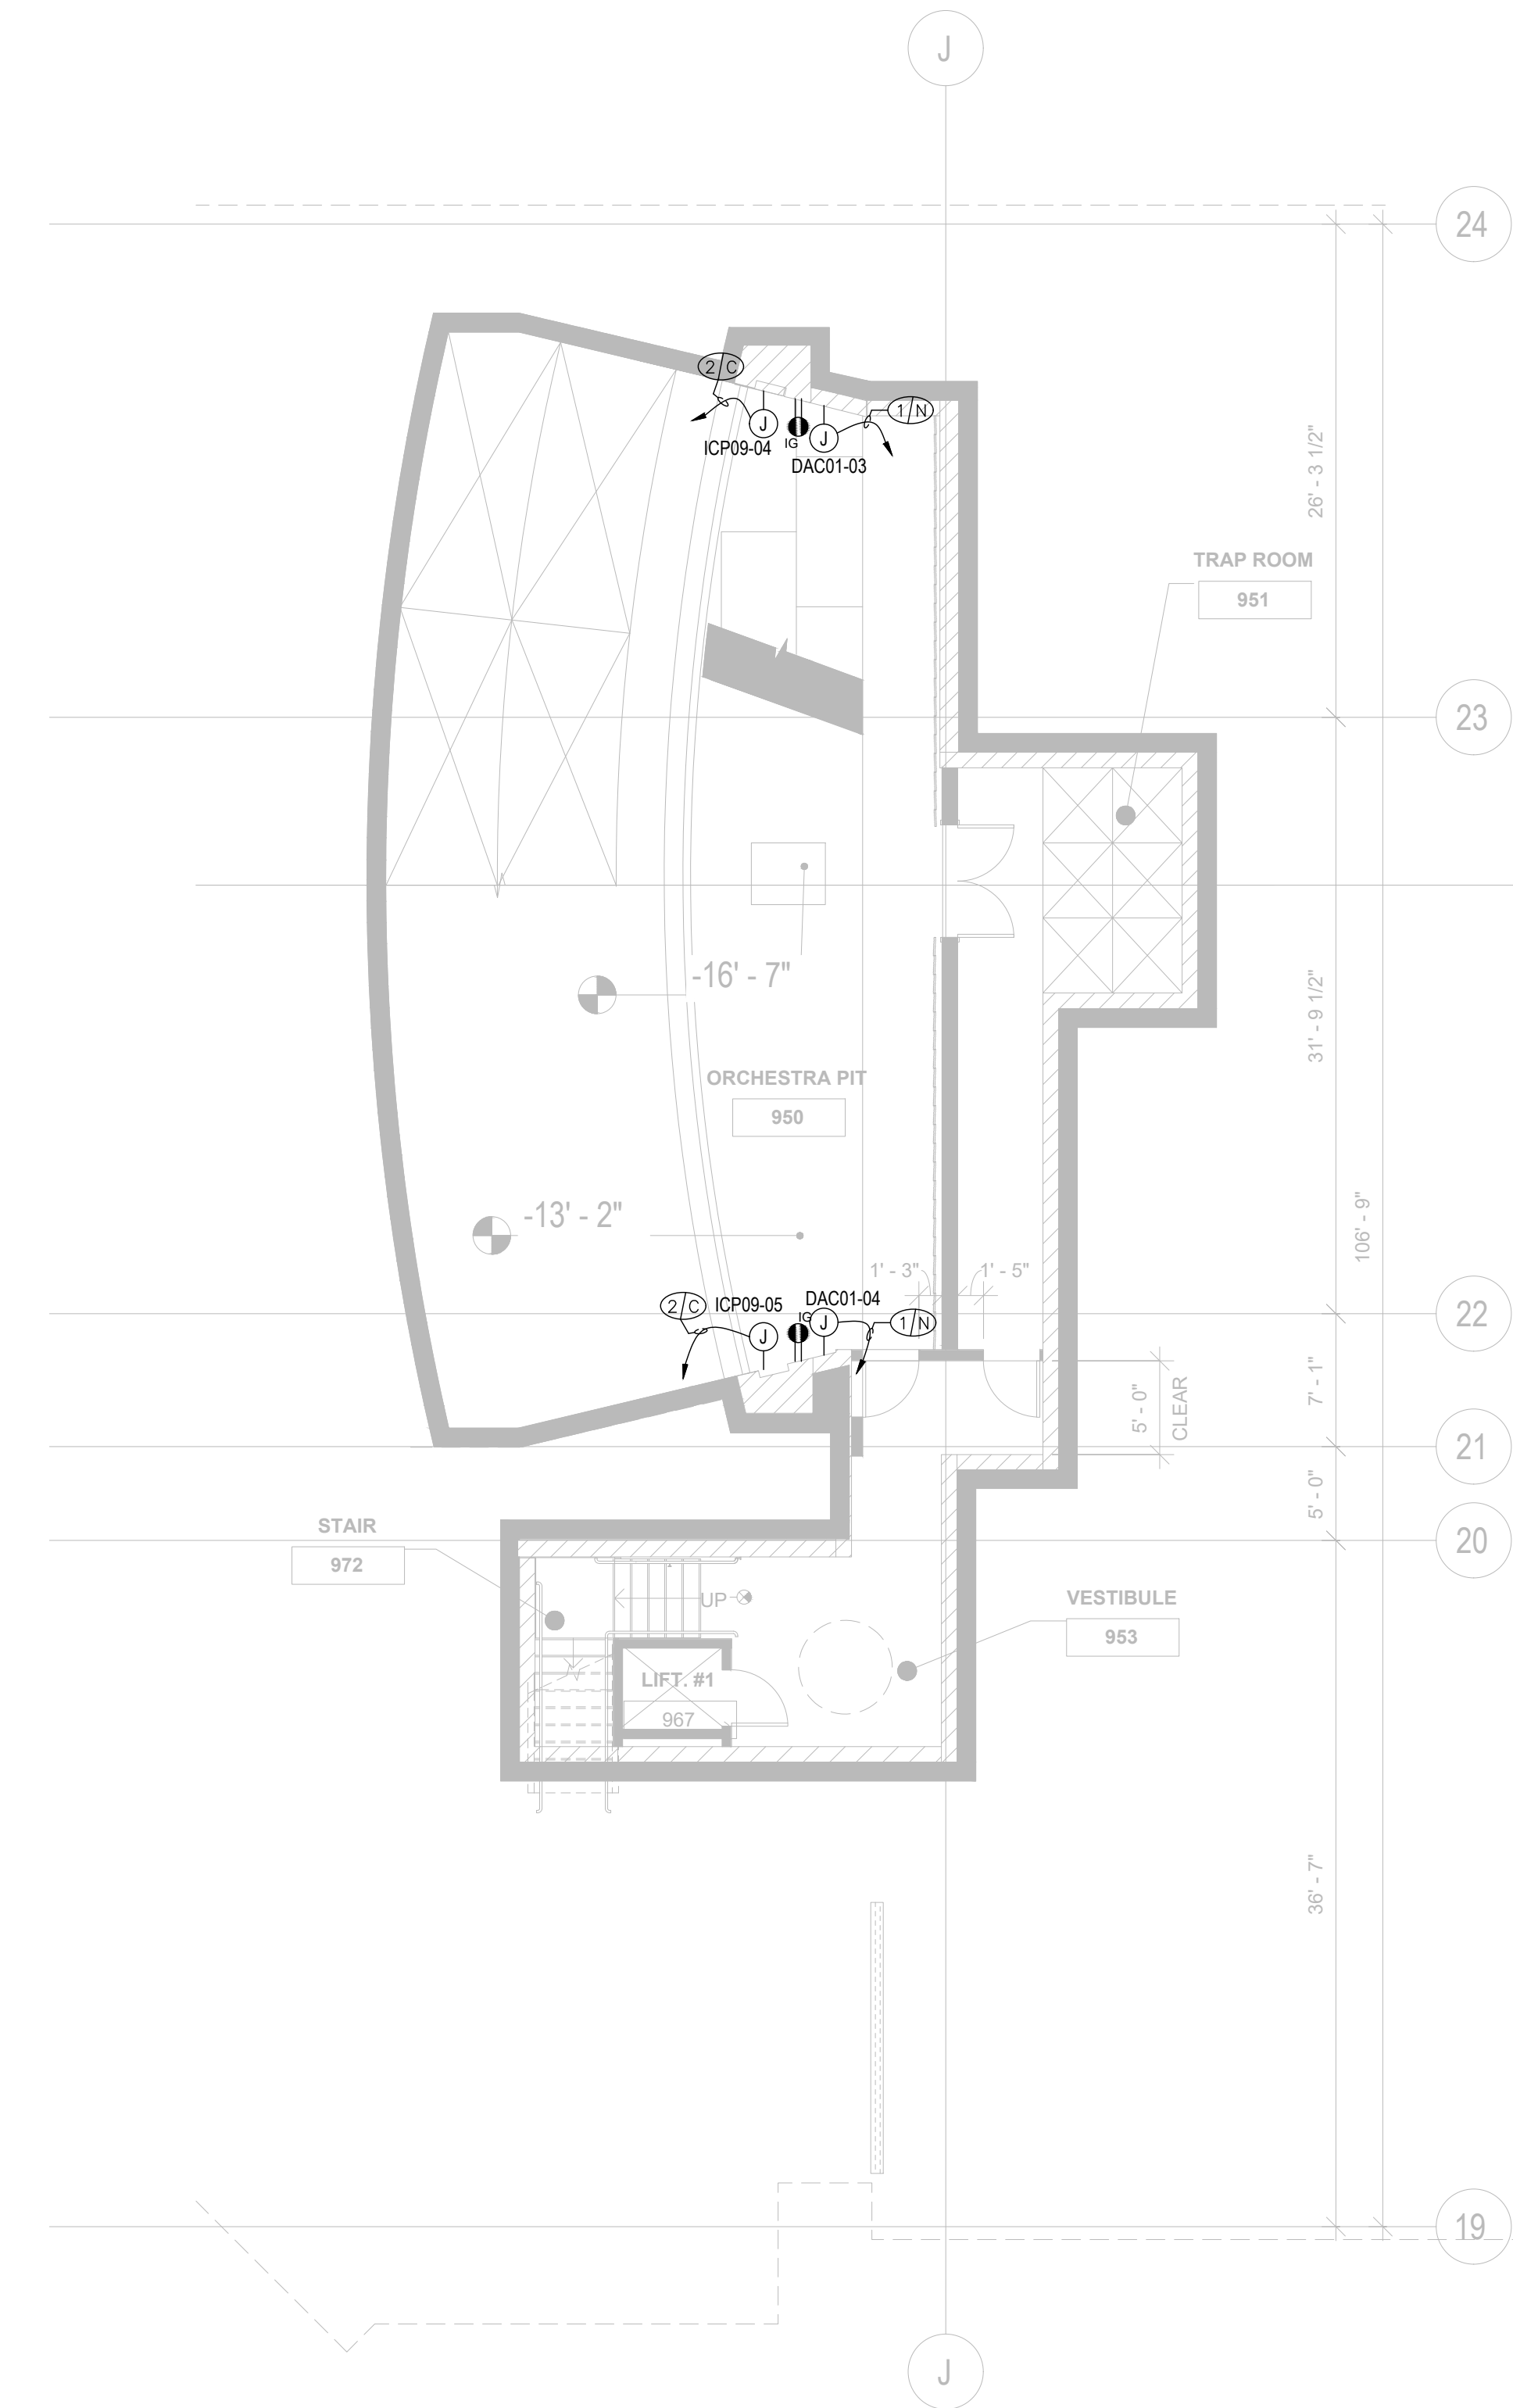 J
24
2/C
1/N
J
ICP09-04
IG
J
DAC01-03
26' - 3 1/2"
TRAP ROOM
951
23
-16' - 7"
31' - 9 1/2"
ORCHESTRA PIT
950
-13' - 2"
106' - 9"
1' - 3"
1' - 5"
2/C
ICP09-05
DAC01-04
IG
J
J
1/N
22
7' - 1"
5' - 0"
CLEAR
21
5' - 0"
STAIR
972
20
UP
VESTIBULE
953
LIFT. #1
967
36' - 7"
19
J